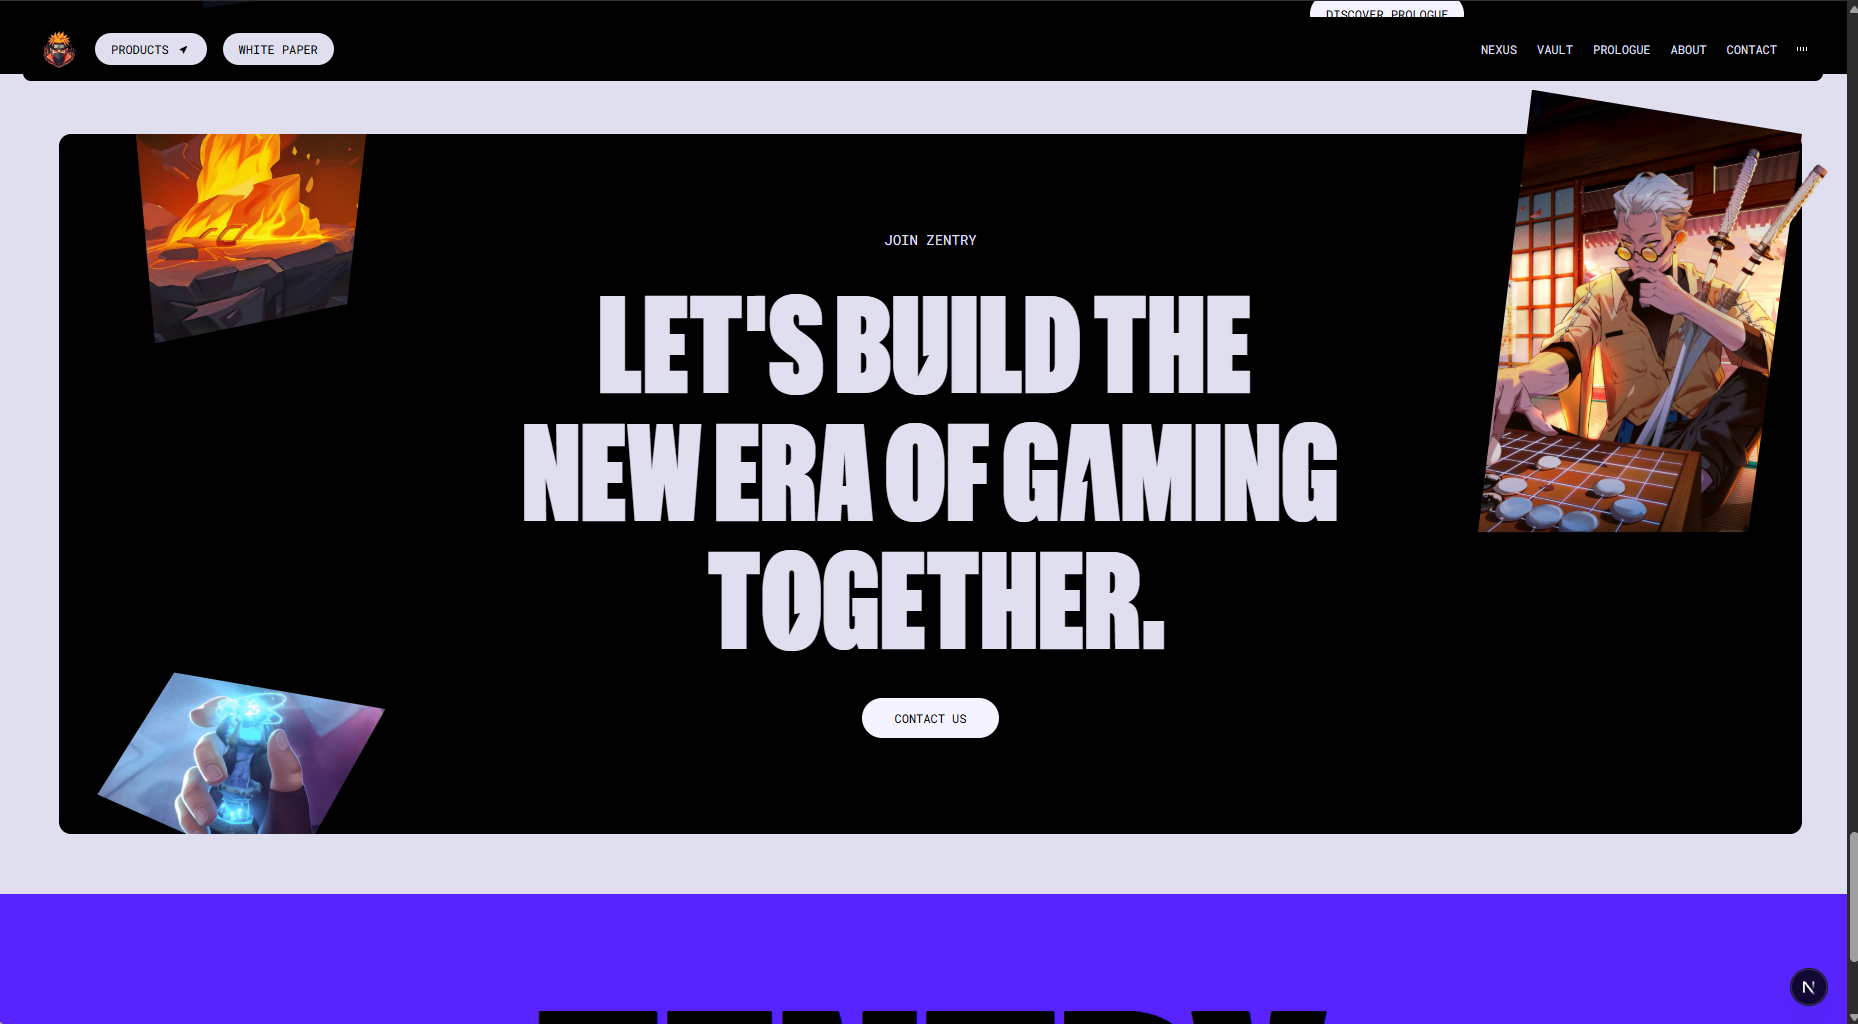 DISCOVER PROLOGUE
PRODUCTS
WHITE PAPER
NEXUS
VAULT
PROLOGUE
ABOUT
CONTACT
JOIN ZENTRY
LET'S BUILD THE
NEW ERA OF GAMING
TOGETHER.
CONTACT US
N